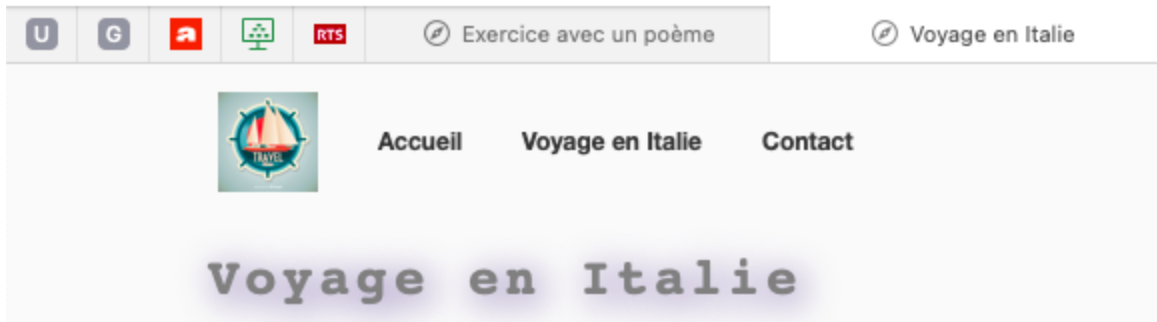 U G a RTS Exercice avec un poème Voyage en Italie
TRAVEL
Accueil Voyage en Italie Contact
Voyage en Italie